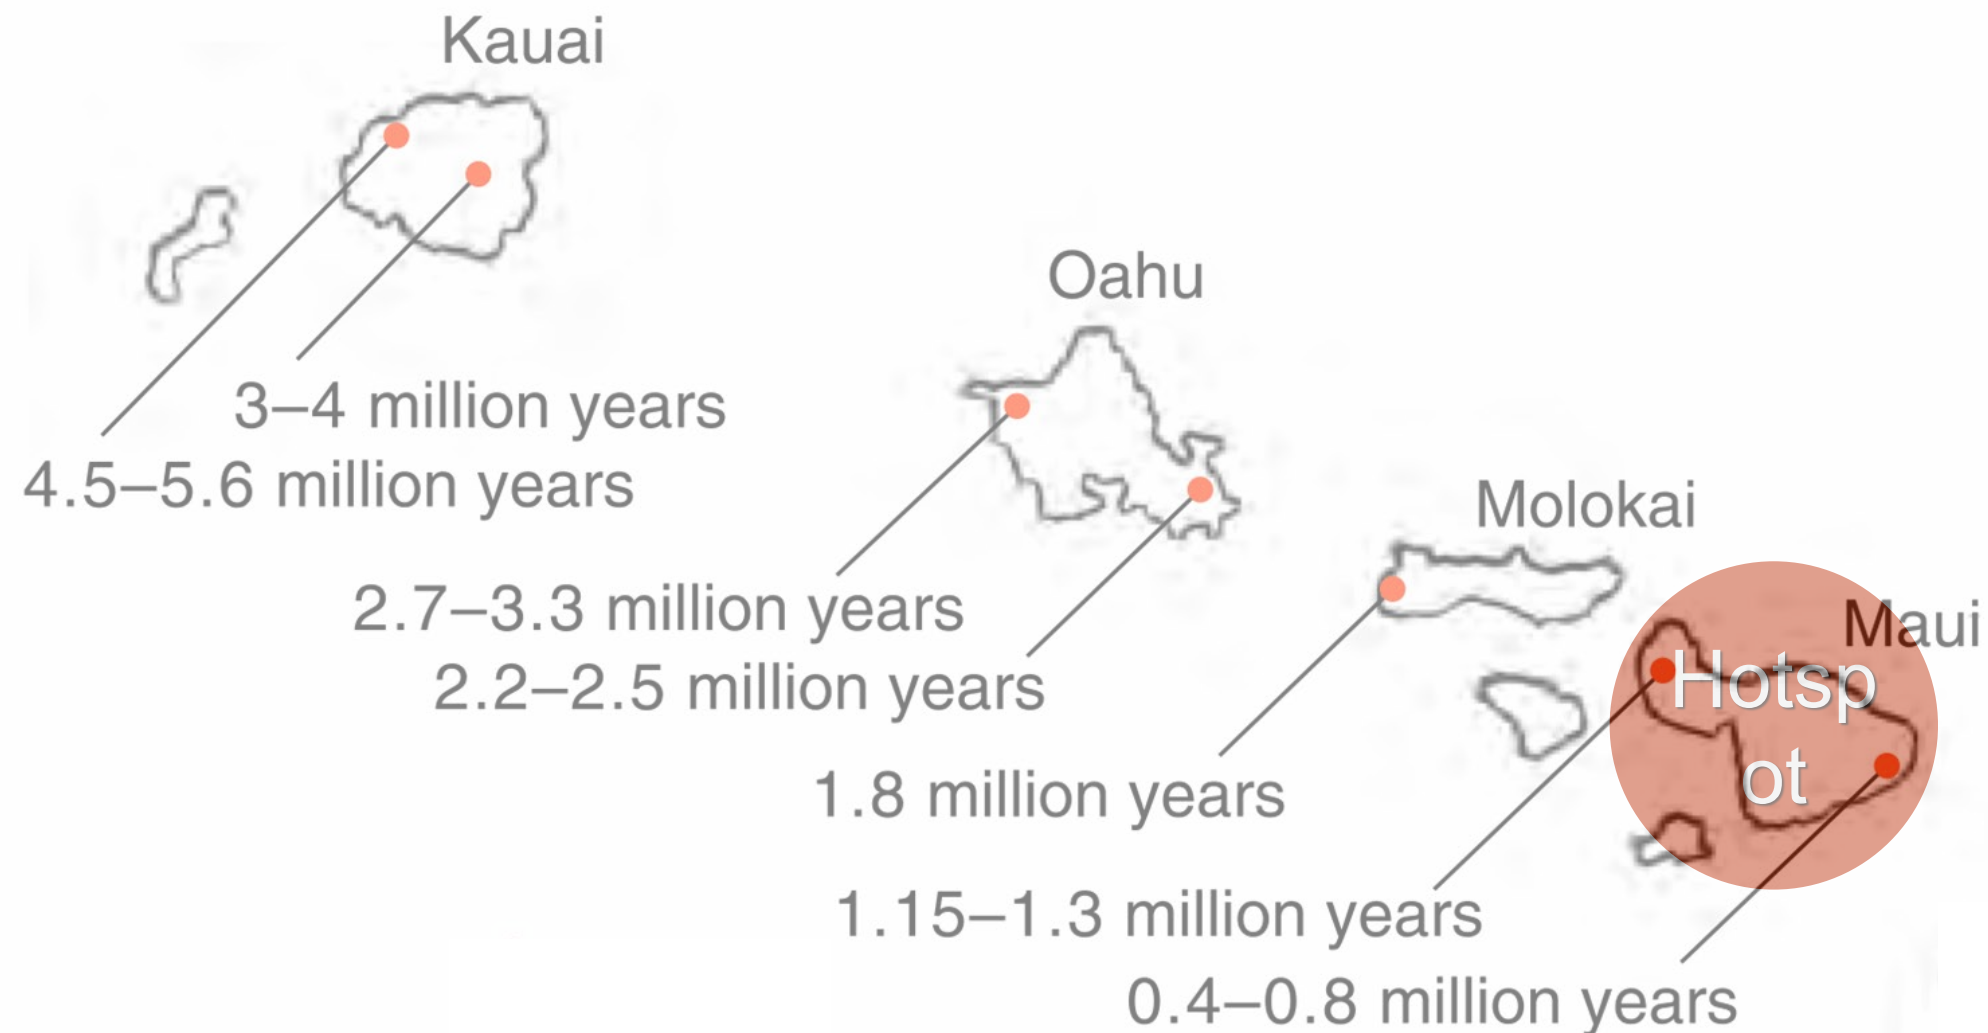 Kauai
3–4 million years
4.5–5.6 million years
Oahu
2.7–3.3 million years
2.2–2.5 million years
Molokai
1.8 million years
Maui
Hotsp
ot
1.15–1.3 million years
0.4–0.8 million years